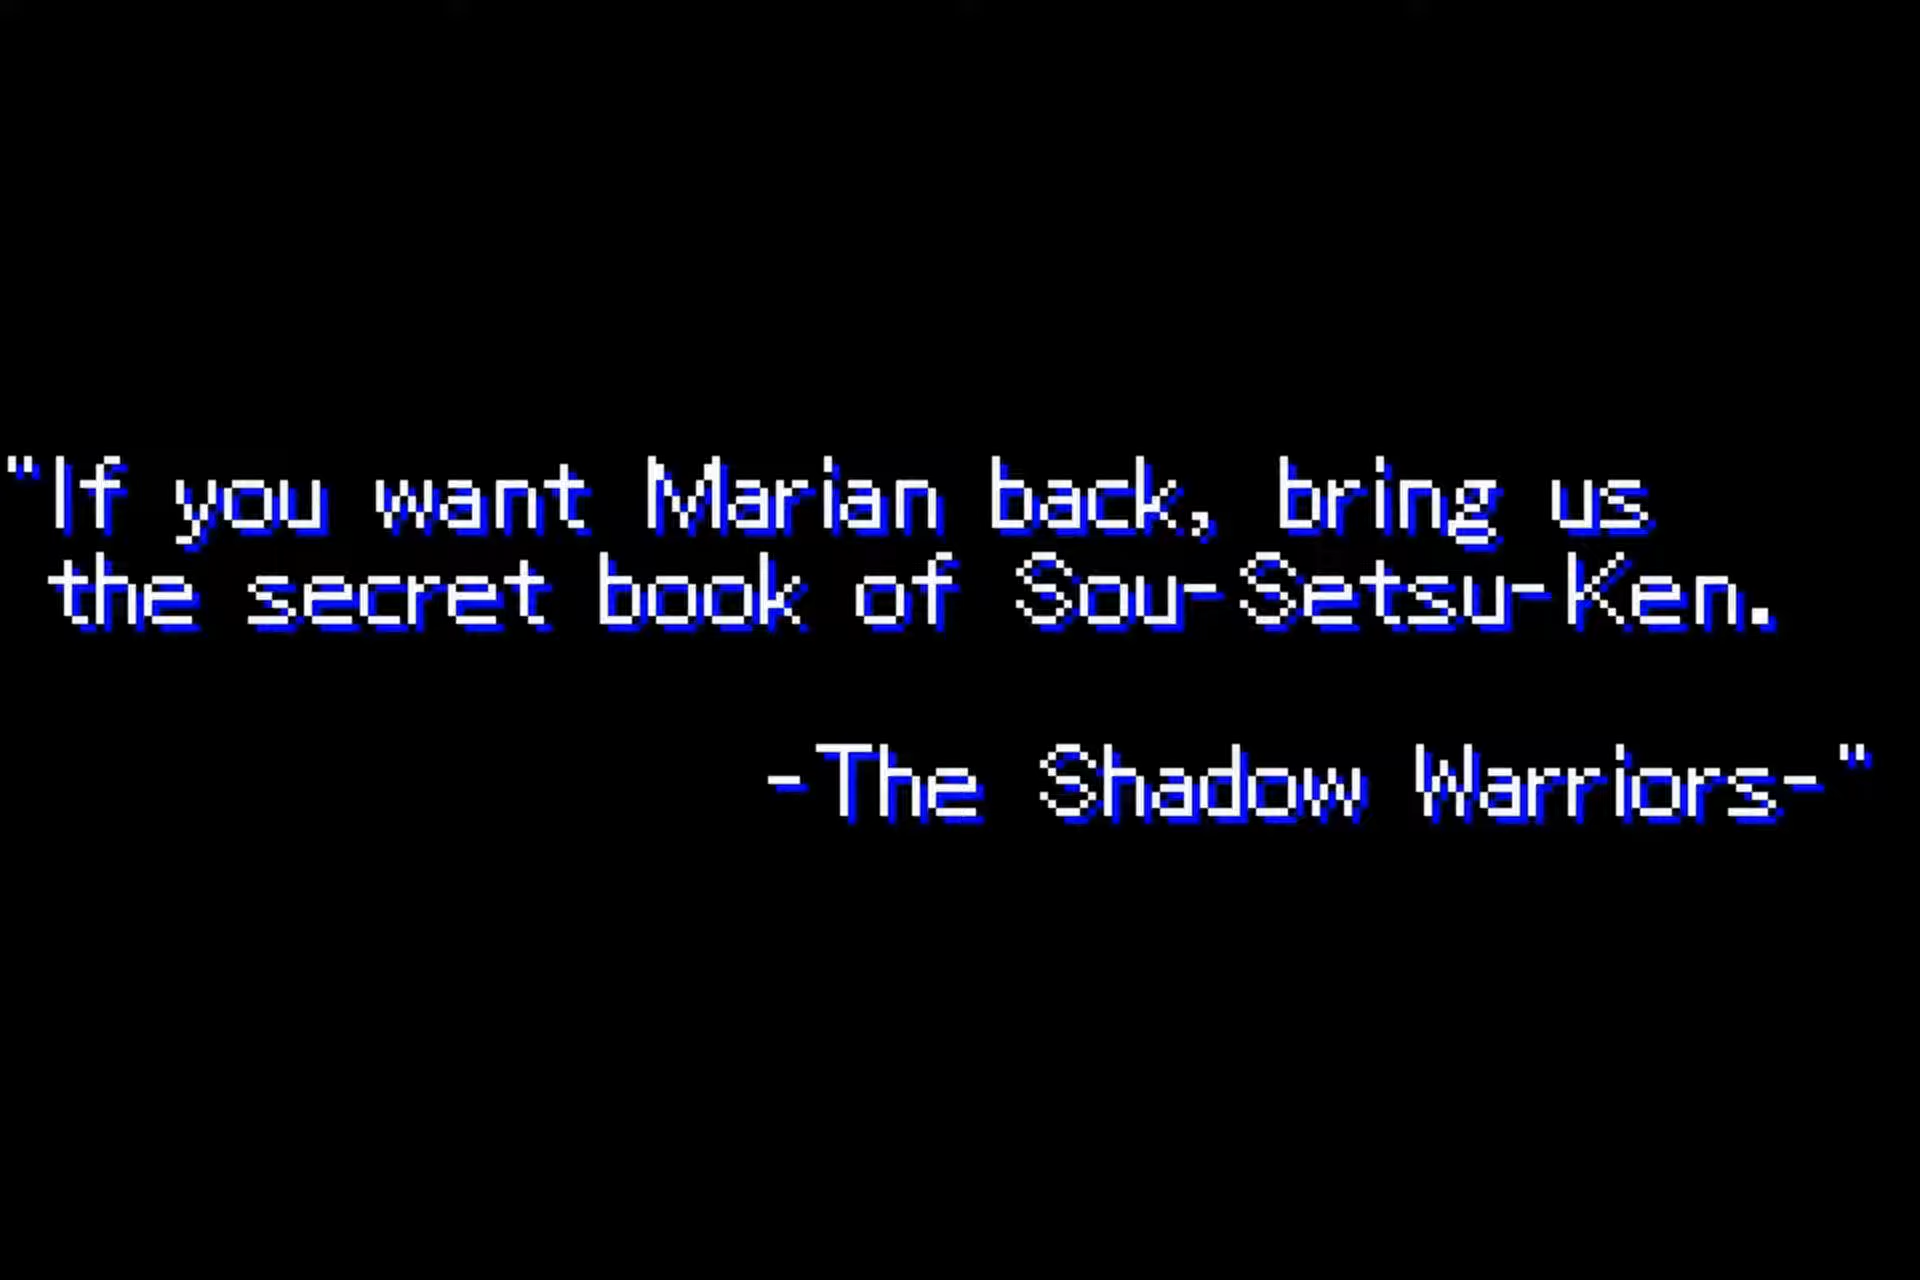 "If you want Marian back, bring us
the secret book of Sou-Setsu-Ken.
-The Shadow Warriors-"